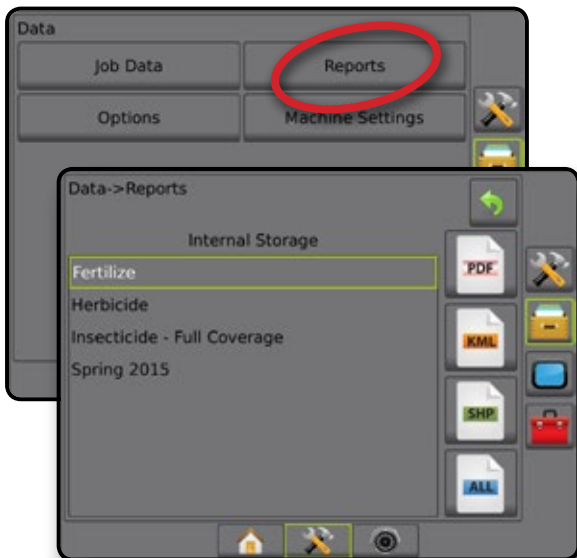 Data
Job Data
Reports
Options
Machine Settings
Data->Reports
Internal Storage
Fertilize
Herbicide
Insecticide - Full Coverage
Spring 2015
PDF
KML
SHP
ALL